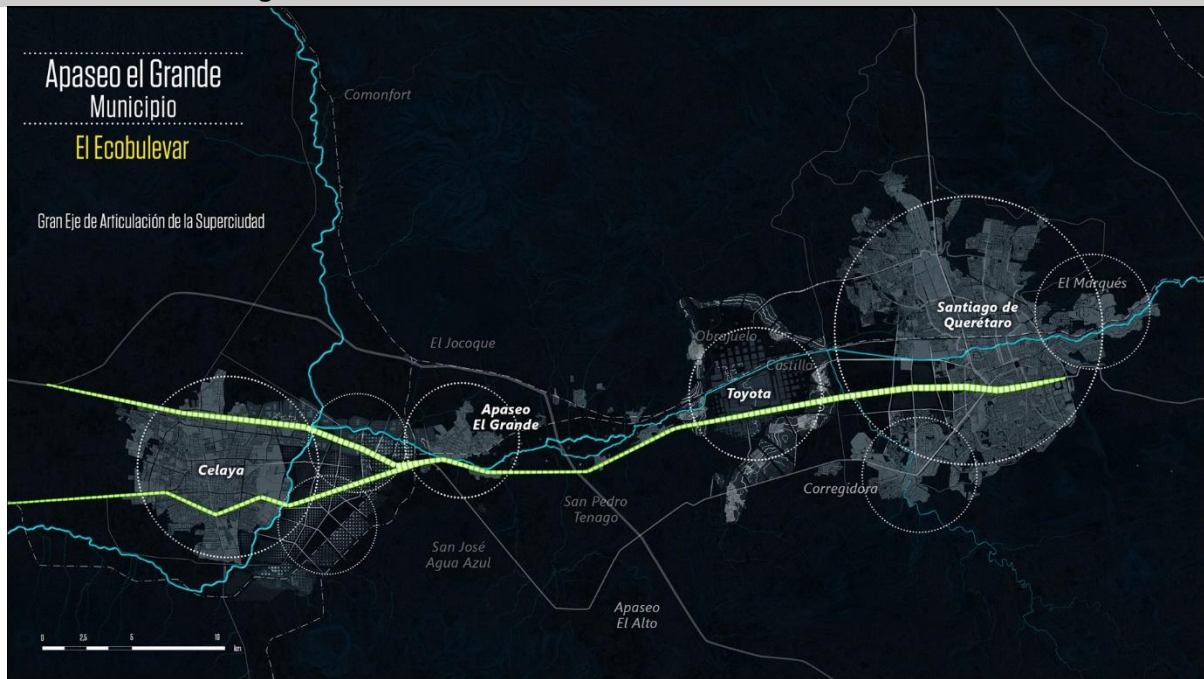 Apaseo el Grande
Municipio
El Ecobulevar
Gran Eje de Articulación de la Superciudad
Comonfort
El Jocoque
Apaseo
El Grande
Celaya
San José
Agua Azul
San Pedro
Tenago
Apaseo
El Alto
Obrajuelo
Castillo
Toyota
Santiago de
Querétaro
El Marqués
Corregidora
0 2,5 5 10
km